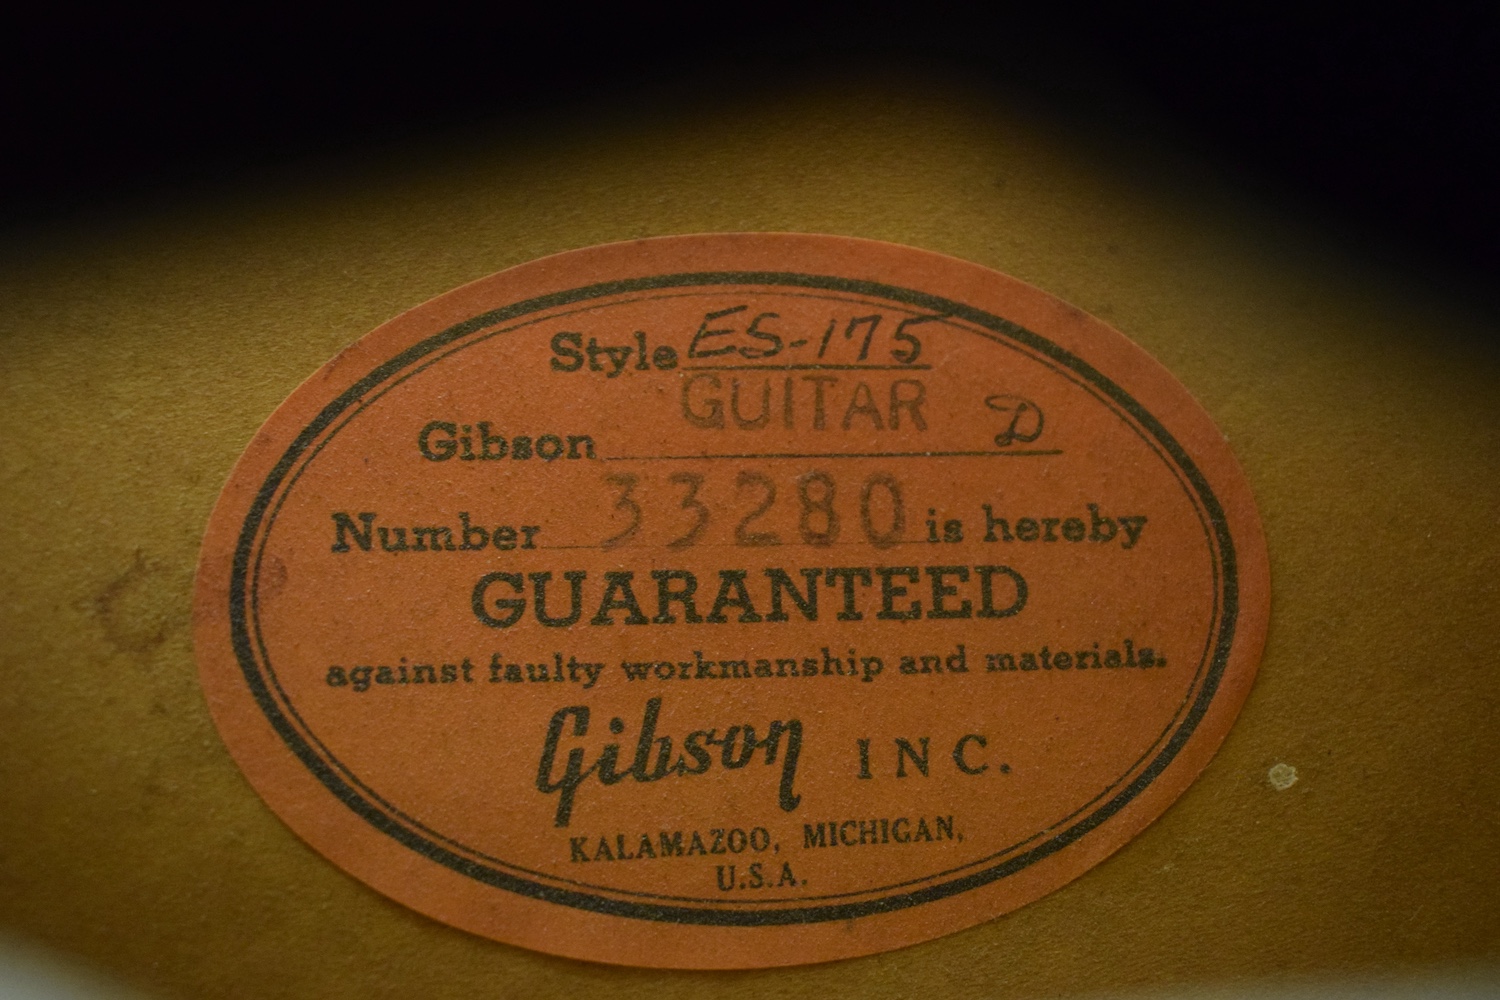 Style ES-175
Gibson GUITAR D
Number 33280 is hereby
GUARANTEED
against faulty workmanship and materials.
Gibson INC.
KALAMAZOO, MICHIGAN,
U.S.A.